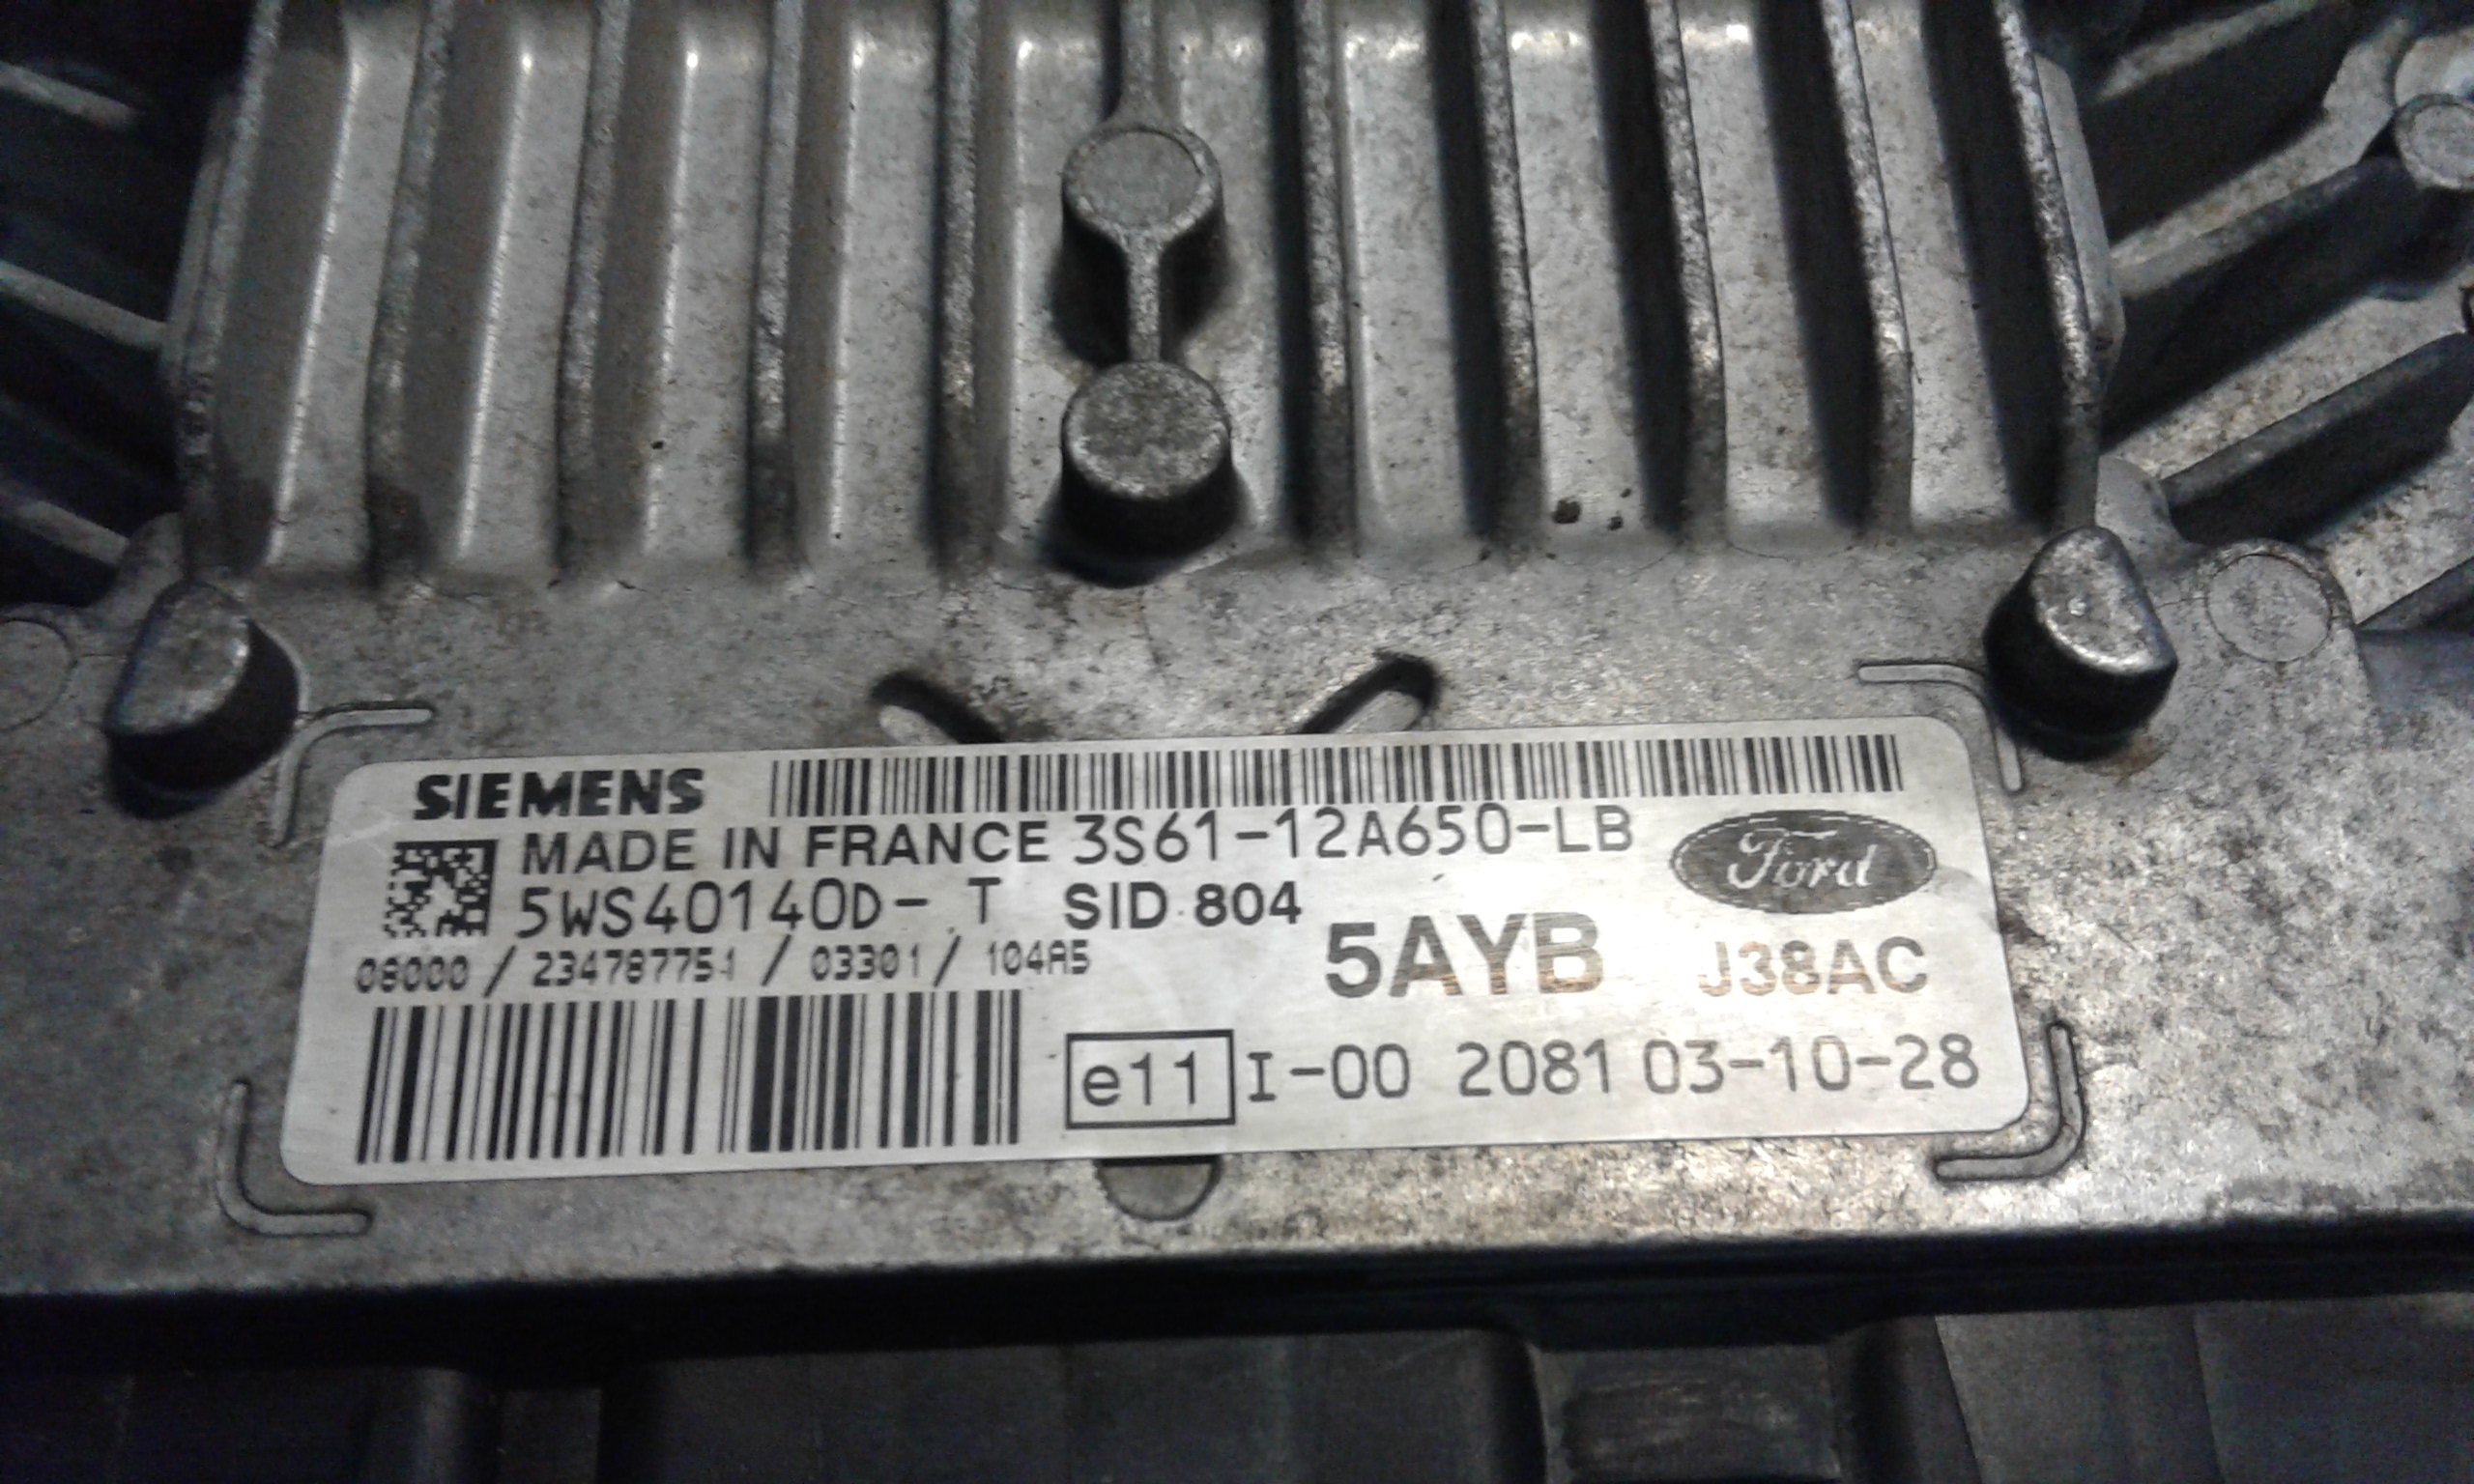 SIEMENS
MADE IN FRANCE 3S61-12A650-LB
Ford
5WS40140D- T SID 804
5AYB J38AC
08000 / 234787751 / 03301 / 104A5
e11 I-00 2081 03-10-28